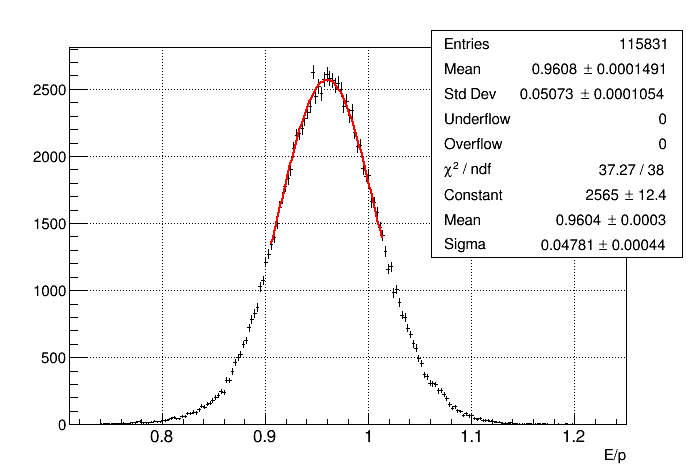 Entries 115831
Mean 0.9608 ± 0.0001491
Std Dev 0.05073 ± 0.0001054
Underflow 0
Overflow 0
χ² / ndf 37.27 / 38
Constant 2565 ± 12.4
Mean 0.9604 ± 0.0003
Sigma 0.04781 ± 0.00044
2500
2000
1500
1000
500
0
0.8 0.9 1 1.1 1.2
E/p